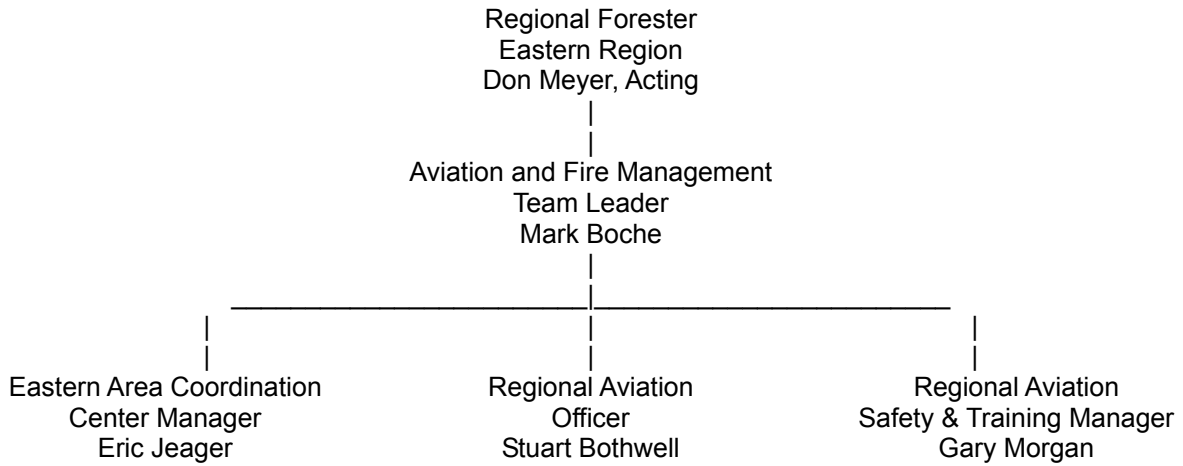 Regional Forester
Eastern Region
Don Meyer, Acting
Aviation and Fire Management
Team Leader
Mark Boche
Eastern Area Coordination
Center Manager
Eric Jeager
Regional Aviation
Officer
Stuart Bothwell
Regional Aviation
Safety & Training Manager
Gary Morgan